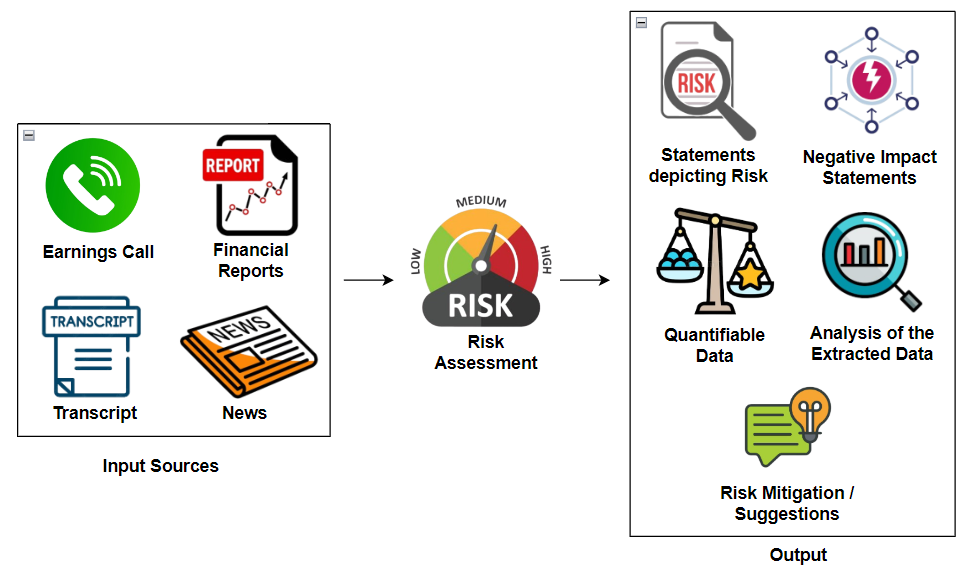 REPORT
Earnings Call
Financial
Reports
TRANSCRIPT
NEWS
Transcript
News
Input Sources
LOW
MEDIUM
HIGH
RISK
Risk
Assessment
RISK
Statements
depicting Risk
Negative Impact
Statements
Quantifiable
Data
Analysis of the
Extracted Data
Risk Mitigation /
Suggestions
Output